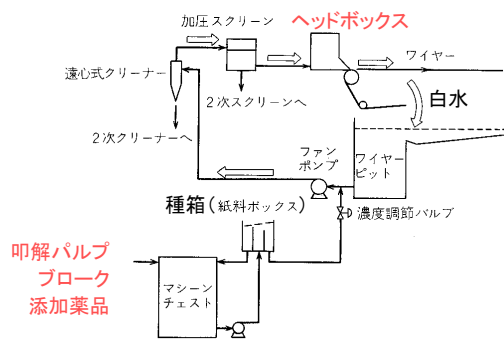 加圧スクリーン
ヘッドボックス
ワイヤー
遠心式クリーナー
2次スクリーンへ
白水
2次クリーナーへ
ファン
ポンプ
ワイヤー
ピット
種箱(紙料ボックス)
濃度調節バルブ
叩解パルプ
ブローク
添加薬品
マシーン
チェスト